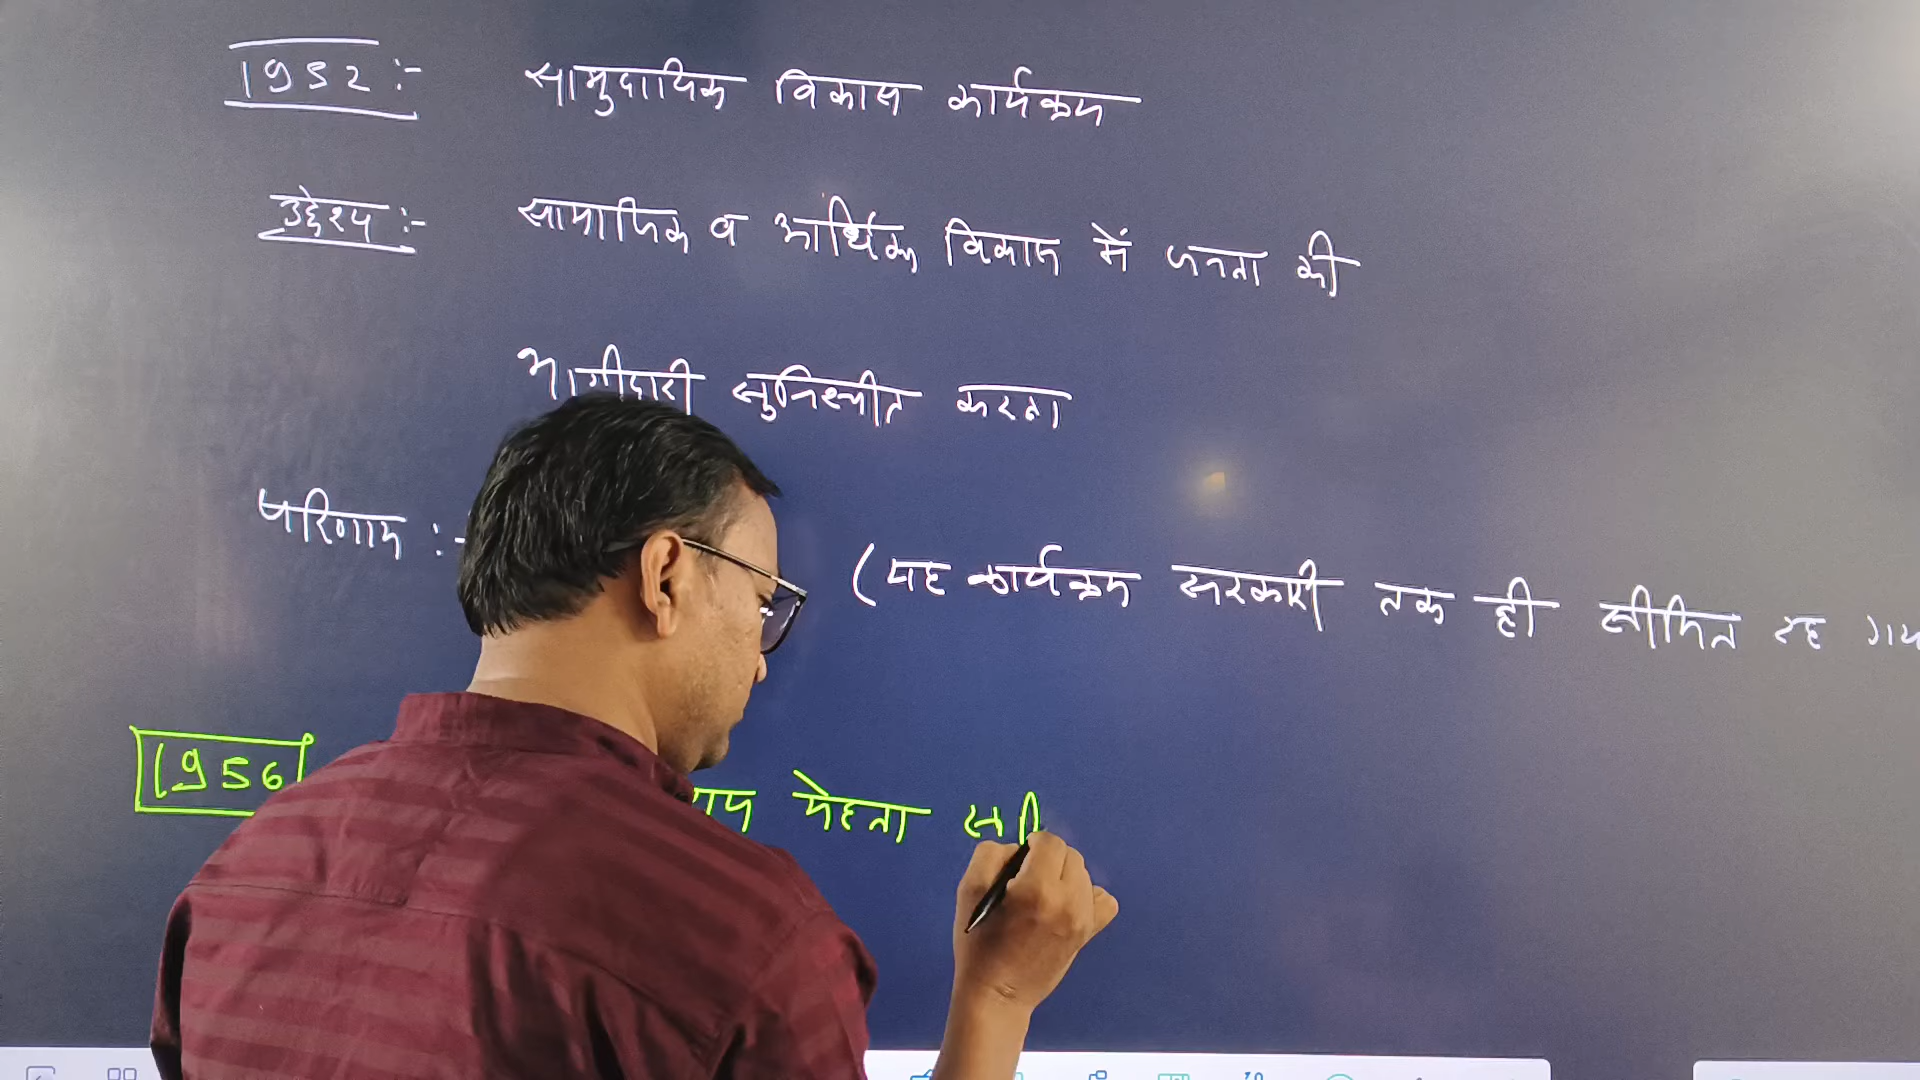 1952 :- सामुदायिक विकास कार्यक्रम
उद्देश्य :- सामाजिक व आर्थिक विकास में जनता की
भागीदारी सुनिश्चीत करना
परिणाम :- (यह कार्यक्रम सरकारी तक ही सीमित रह
1956 मेहता